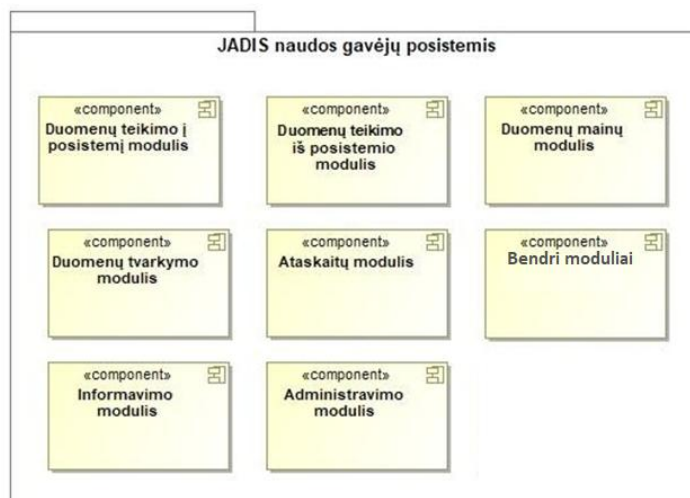 JADIS naudos gavėjų posistemis
«component»
Duomenų teikimo į
posistemį modulis
«component»
Duomenų teikimo
iš posistemio
modulis
«component»
Duomenų mainų
modulis
«component»
Duomenų tvarkymo
modulis
«component»
Ataskaitų modulis
«component»
Bendri moduliai
«component»
Informavimo
modulis
«component»
Administravimo
modulis